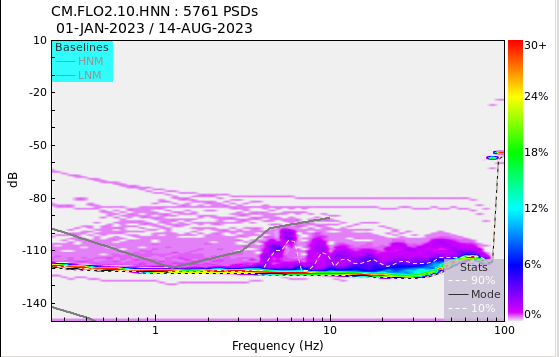 CM.FLO2.10.HNN : 5761 PSDs
01-JAN-2023 / 14-AUG-2023
10
-20
-50
-80
-110
-140
dB
Baselines
HNM
LNM
30+
24%
18%
12%
6%
0%
Stats
90%
Mode
10%
1
10
100
Frequency (Hz)